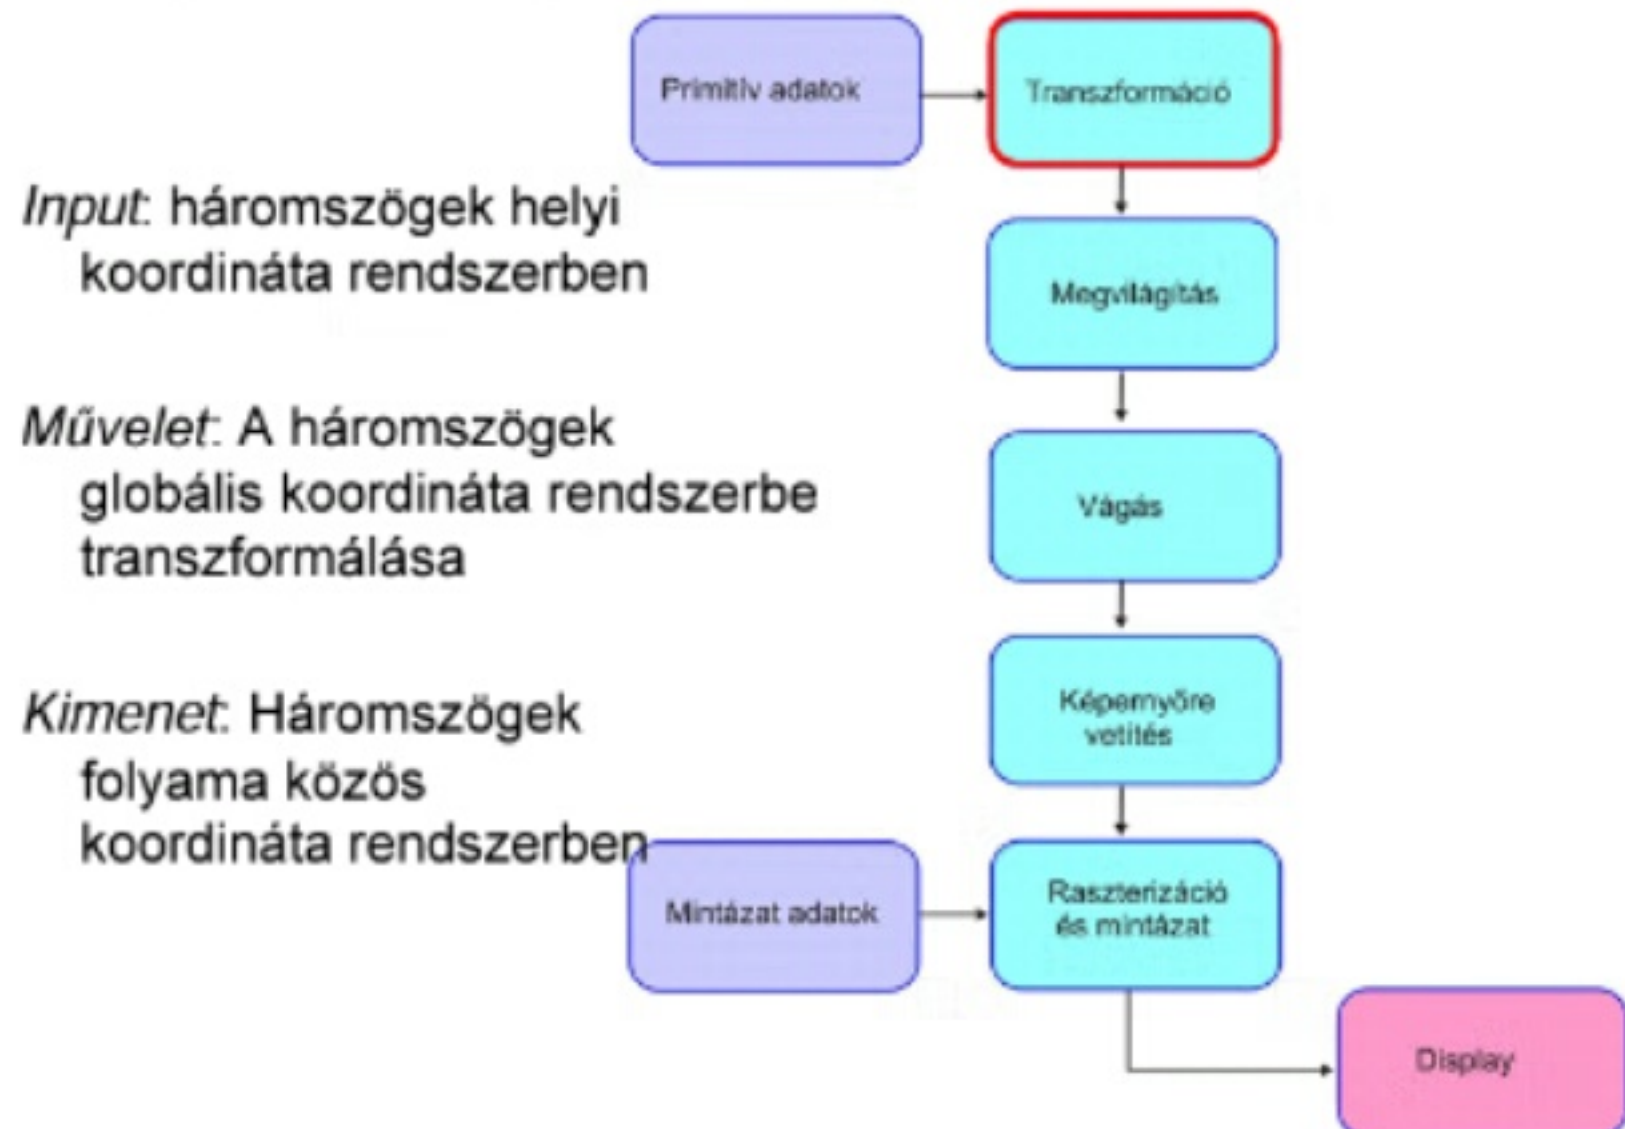 Primitív adatok
Transzformáció
Input: háromszögek helyi
koordináta rendszerben
Megvilágítás
Művelet: A háromszögek
globális koordináta rendszerbe
transzformálása
Vágás
Kimenet: Háromszögek
folyama közös
koordináta rendszerben
Képernyőre
vetítés
Mintázat adatok
Raszterizáció
és mintázat
Display